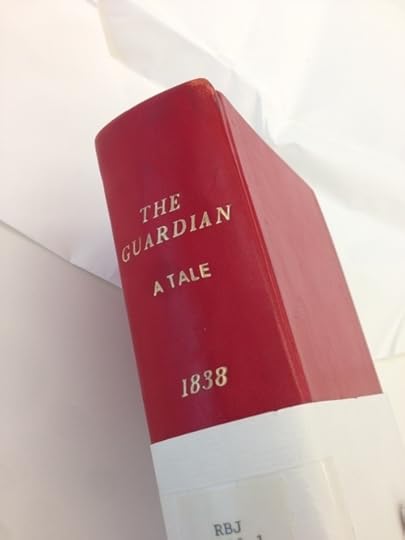 THE
GUARDIAN
A TALE
1838
RBJ